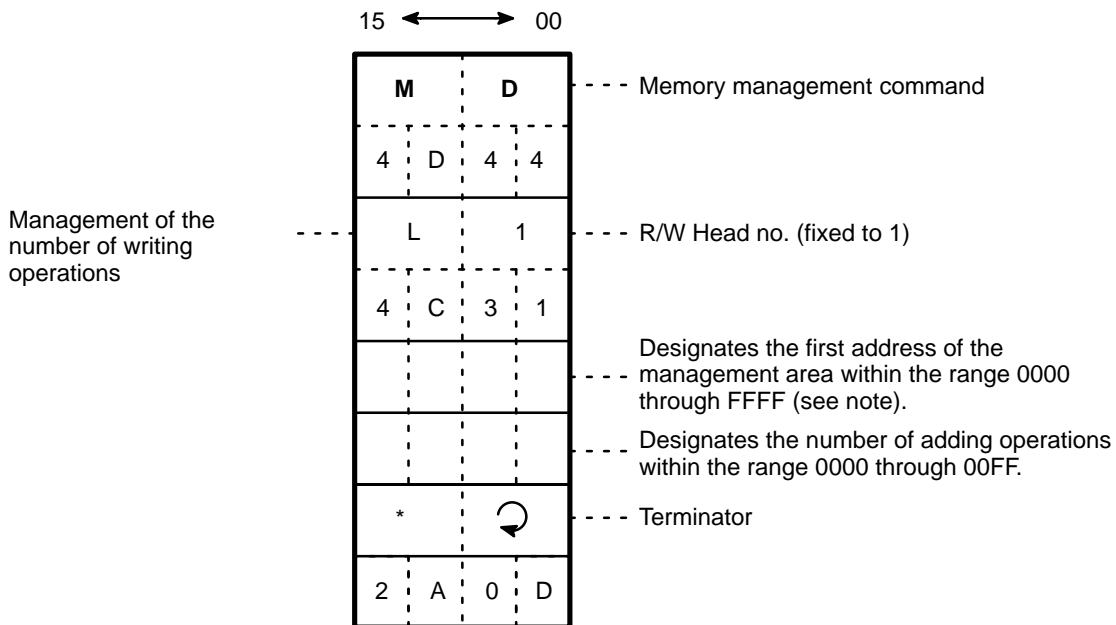 15 00
M D
Memory management command
4 D 4 4
Management of the
number of writing
operations
L 1
R/W Head no. (fixed to 1)
4 C 3 1
Designates the first address of the
management area within the range 0000
through FFFF (see note).
Designates the number of adding operations
within the range 0000 through 00FF.
*
Terminator
2 A 0 D